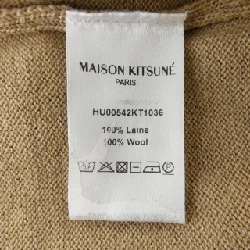 MAISON KITSUNÉ
PARIS
HU00542KT1036
100% Laine
100% Wool